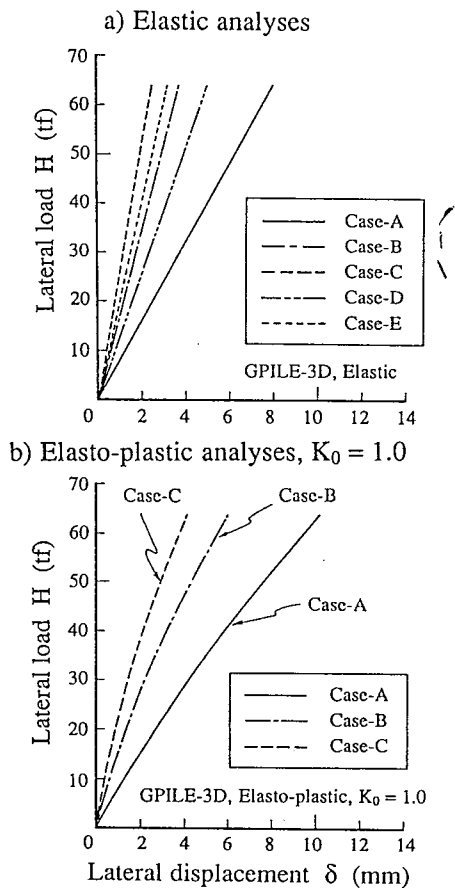 a) Elastic analyses
70
60
50
40
30
20
10
Lateral load H (tf)
Case-A
Case-B
Case-C
Case-D
Case-E
GPILE-3D, Elastic
0 2 4 6 8 10 12 14
b) Elasto-plastic analyses, K₀ = 1.0
70
60
50
40
30
20
10
Lateral load H (tf)
Case-C
Case-B
Case-A
Case-A
Case-B
Case-C
GPILE-3D, Elasto-plastic, K₀ = 1.0
0 2 4 6 8 10 12 14
Lateral displacement δ (mm)